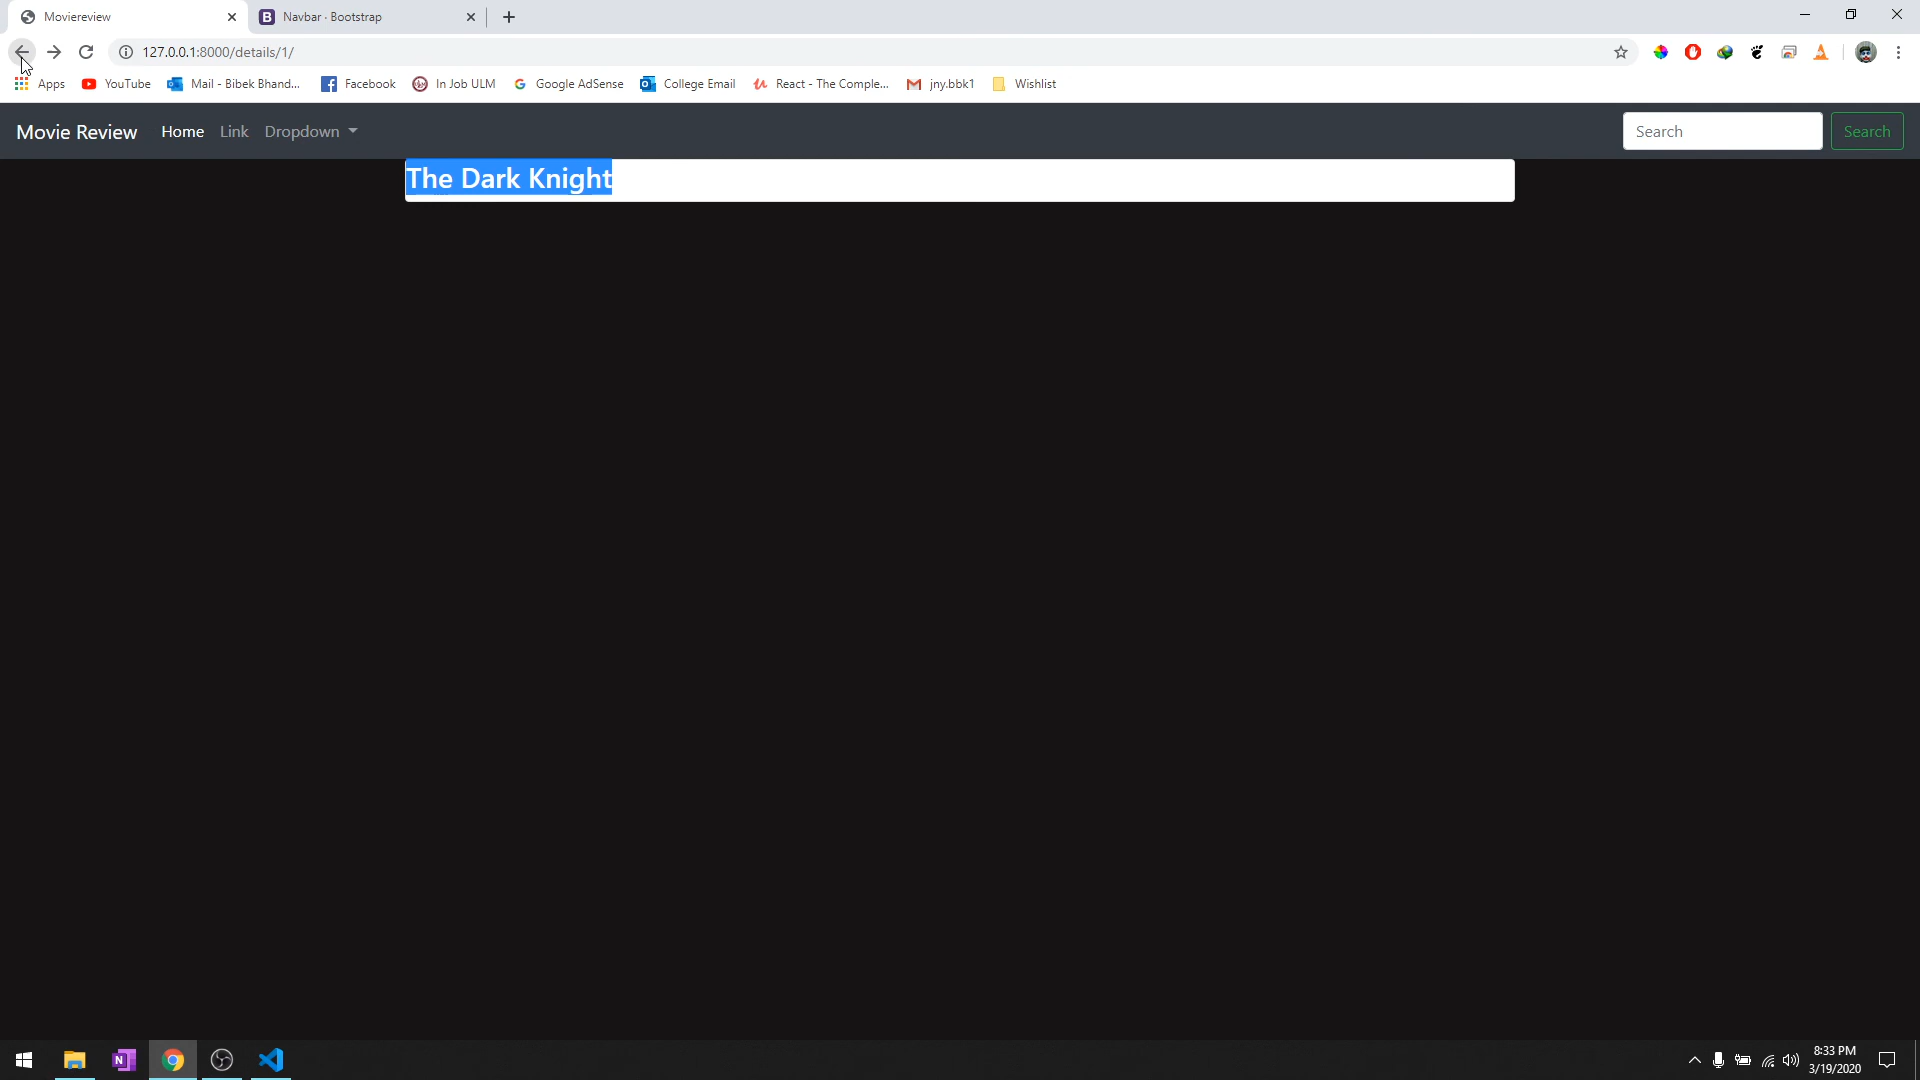 Moviereview
Navbar · Bootstrap
127.0.0.1:8000/details/1/
Apps
YouTube
Mail - Bibek Bhand...
Facebook
In Job ULM
Google AdSense
College Email
React - The Comple...
jny.bbk1
Wishlist
Movie Review
Home
Link
Dropdown
Search
Search
The Dark Knight
8:33 PM
3/19/2020